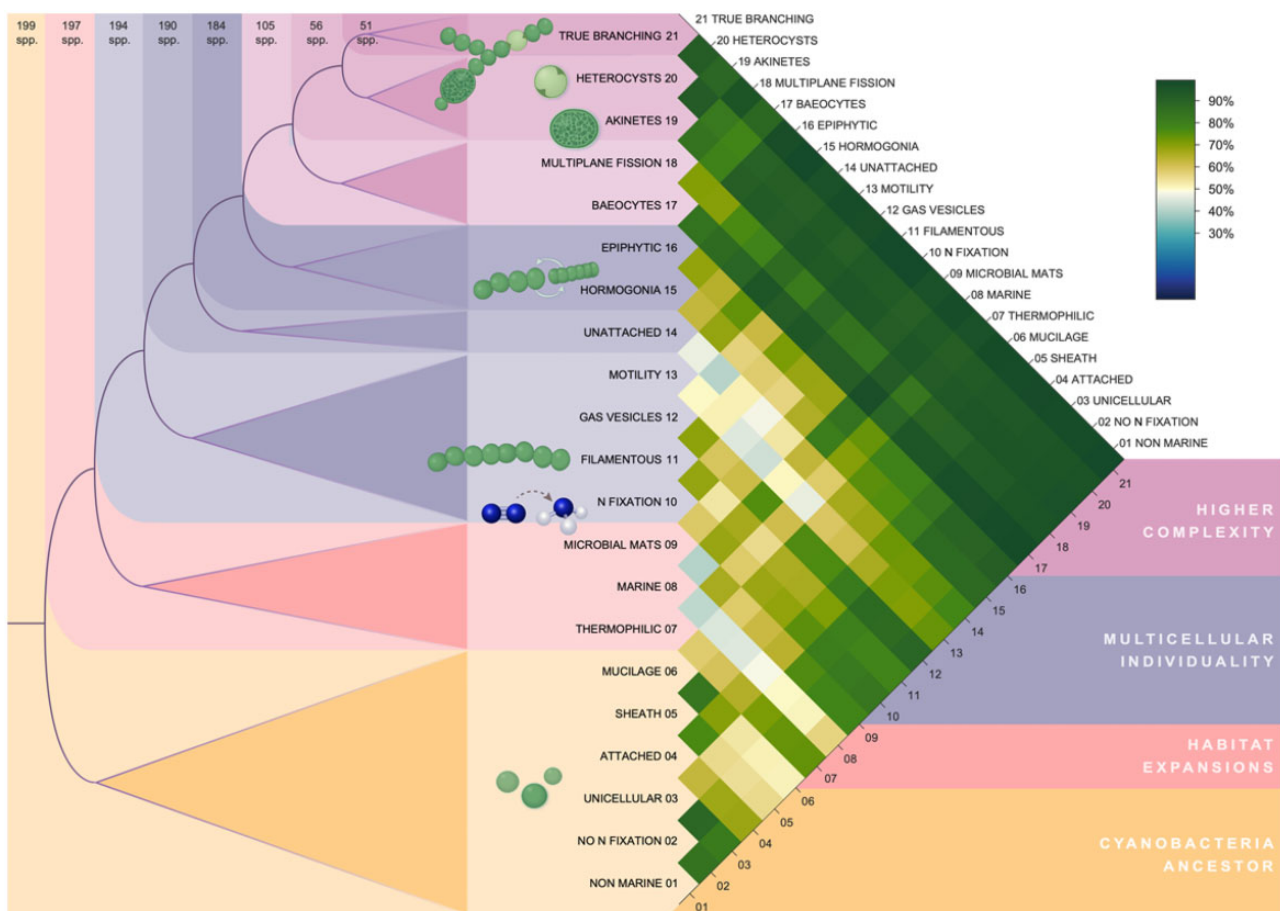 199 197 194 190 184 105 56 51
spp. spp. spp. spp. spp. spp. spp. spp.
TRUE BRANCHING 21
HETEROCYSTS 20
AKINETES 19
MULTIPLANE FISSION 18
BAEOCYTES 17
EPIPHYTIC 16
HORMOGONIA 15
UNATTACHED 14
MOTILITY 13
GAS VESICLES 12
FILAMENTOUS 11
N FIXATION 10
MICROBIAL MATS 09
MARINE 08
THERMOPHILIC 07
MUCILAGE 06
SHEATH 05
ATTACHED 04
UNICELLULAR 03
NO N FIXATION 02
NON MARINE 01
21 TRUE BRANCHING
20 HETEROCYSTS
19 AKINETES
18 MULTIPLANE FISSION
17 BAEOCYTES
16 EPIPHYTIC
15 HORMOGONIA
14 UNATTACHED
13 MOTILITY
12 GAS VESICLES
11 FILAMENTOUS
10 N FIXATION
09 MICROBIAL MATS
08 MARINE
07 THERMOPHILIC
06 MUCILAGE
05 SHEATH
04 ATTACHED
03 UNICELLULAR
02 NO N FIXATION
01 NON MARINE
90%
80%
70%
60%
50%
40%
30%
21
20
19
18
17
16
15
14
13
12
11
10
09
08
07
06
05
04
03
02
01
HIGHER
COMPLEXITY
MULTICELLULAR
INDIVIDUALITY
HABITAT
EXPANSIONS
CYANOBACTERIA
ANCESTOR